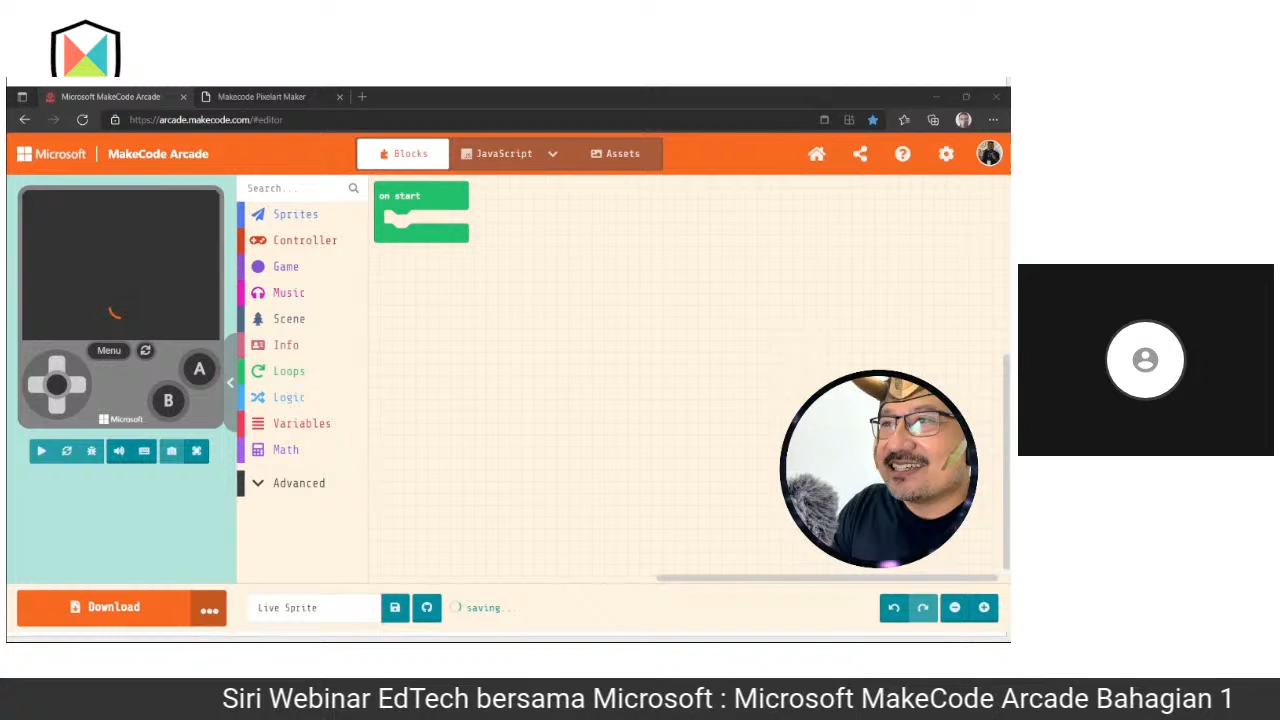 Microsoft MakeCode Arcade
Makecode Pixelart Maker
https://arcade.makecode.com/#editor
Microsoft
MakeCode Arcade
Blocks
JavaScript
Assets
Search...
on start
Sprites
Controller
Game
Music
Scene
Info
Loops
Logic
Variables
Math
Advanced
Menu
A
B
Microsoft
Download
Live Sprite
saving...
Siri Webinar EdTech bersama Microsoft : Microsoft MakeCode Arcade Bahagian 1